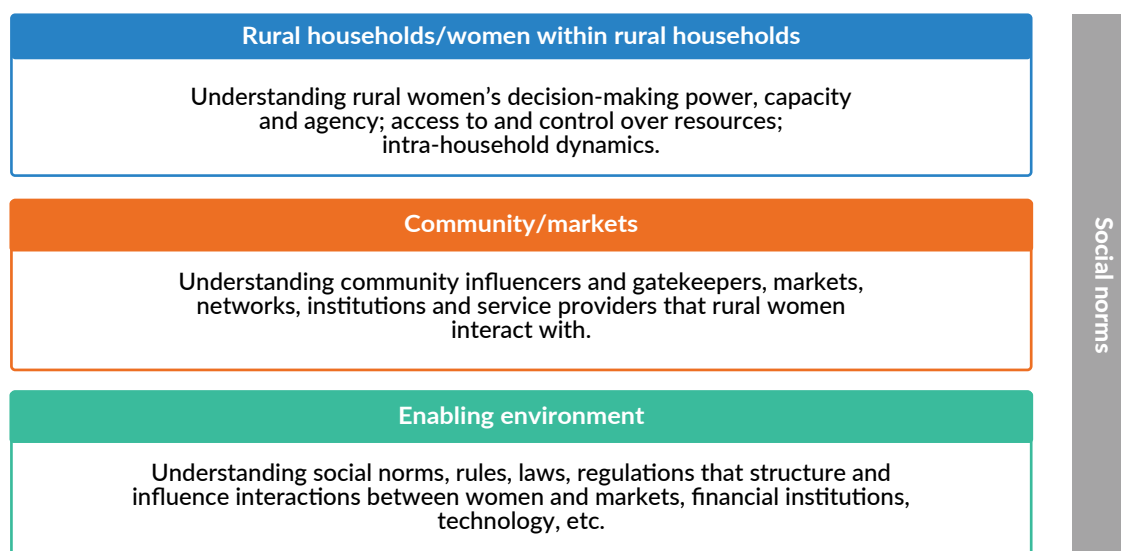 Rural households/women within rural households
Understanding rural women's decision-making power, capacity
and agency; access to and control over resources;
intra-household dynamics.
Community/markets
Understanding community influencers and gatekeepers, markets,
networks, institutions and service providers that rural women
interact with.
Enabling environment
Understanding social norms, rules, laws, regulations that structure and
influence interactions between women and markets, financial institutions,
technology, etc.
Social norms